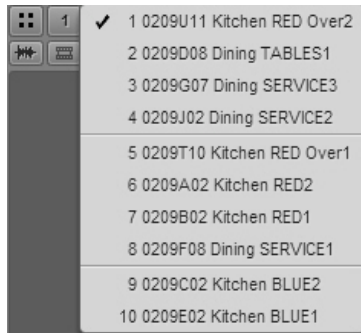 1
1 0209U11 Kitchen RED Over2
2 0209D08 Dining TABLES1
3 0209G07 Dining SERVICE3
4 0209J02 Dining SERVICE2
5 0209T10 Kitchen RED Over1
6 0209A02 Kitchen RED2
7 0209B02 Kitchen RED1
8 0209F08 Dining SERVICE1
9 0209C02 Kitchen BLUE2
10 0209E02 Kitchen BLUE1